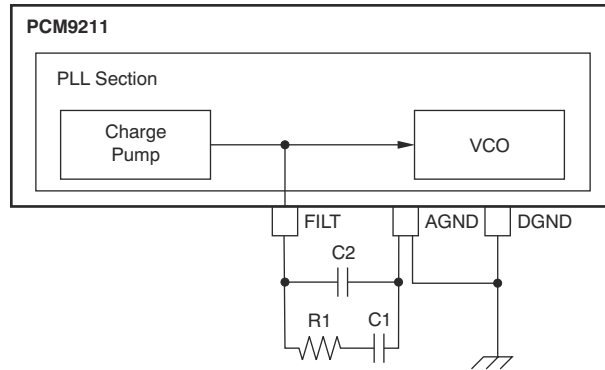 PCM9211
PLL Section
Charge
Pump
VCO
FILT
AGND
DGND
C2
R1
C1